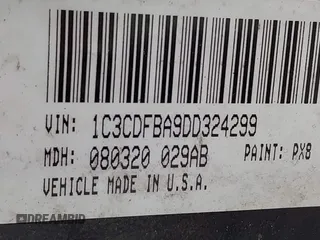 VIN: 1C3CDFBA9DD324299
MDH: 080320 029AB PAINT: PX8
VEHICLE MADE IN U.S.A.
DREAMBID